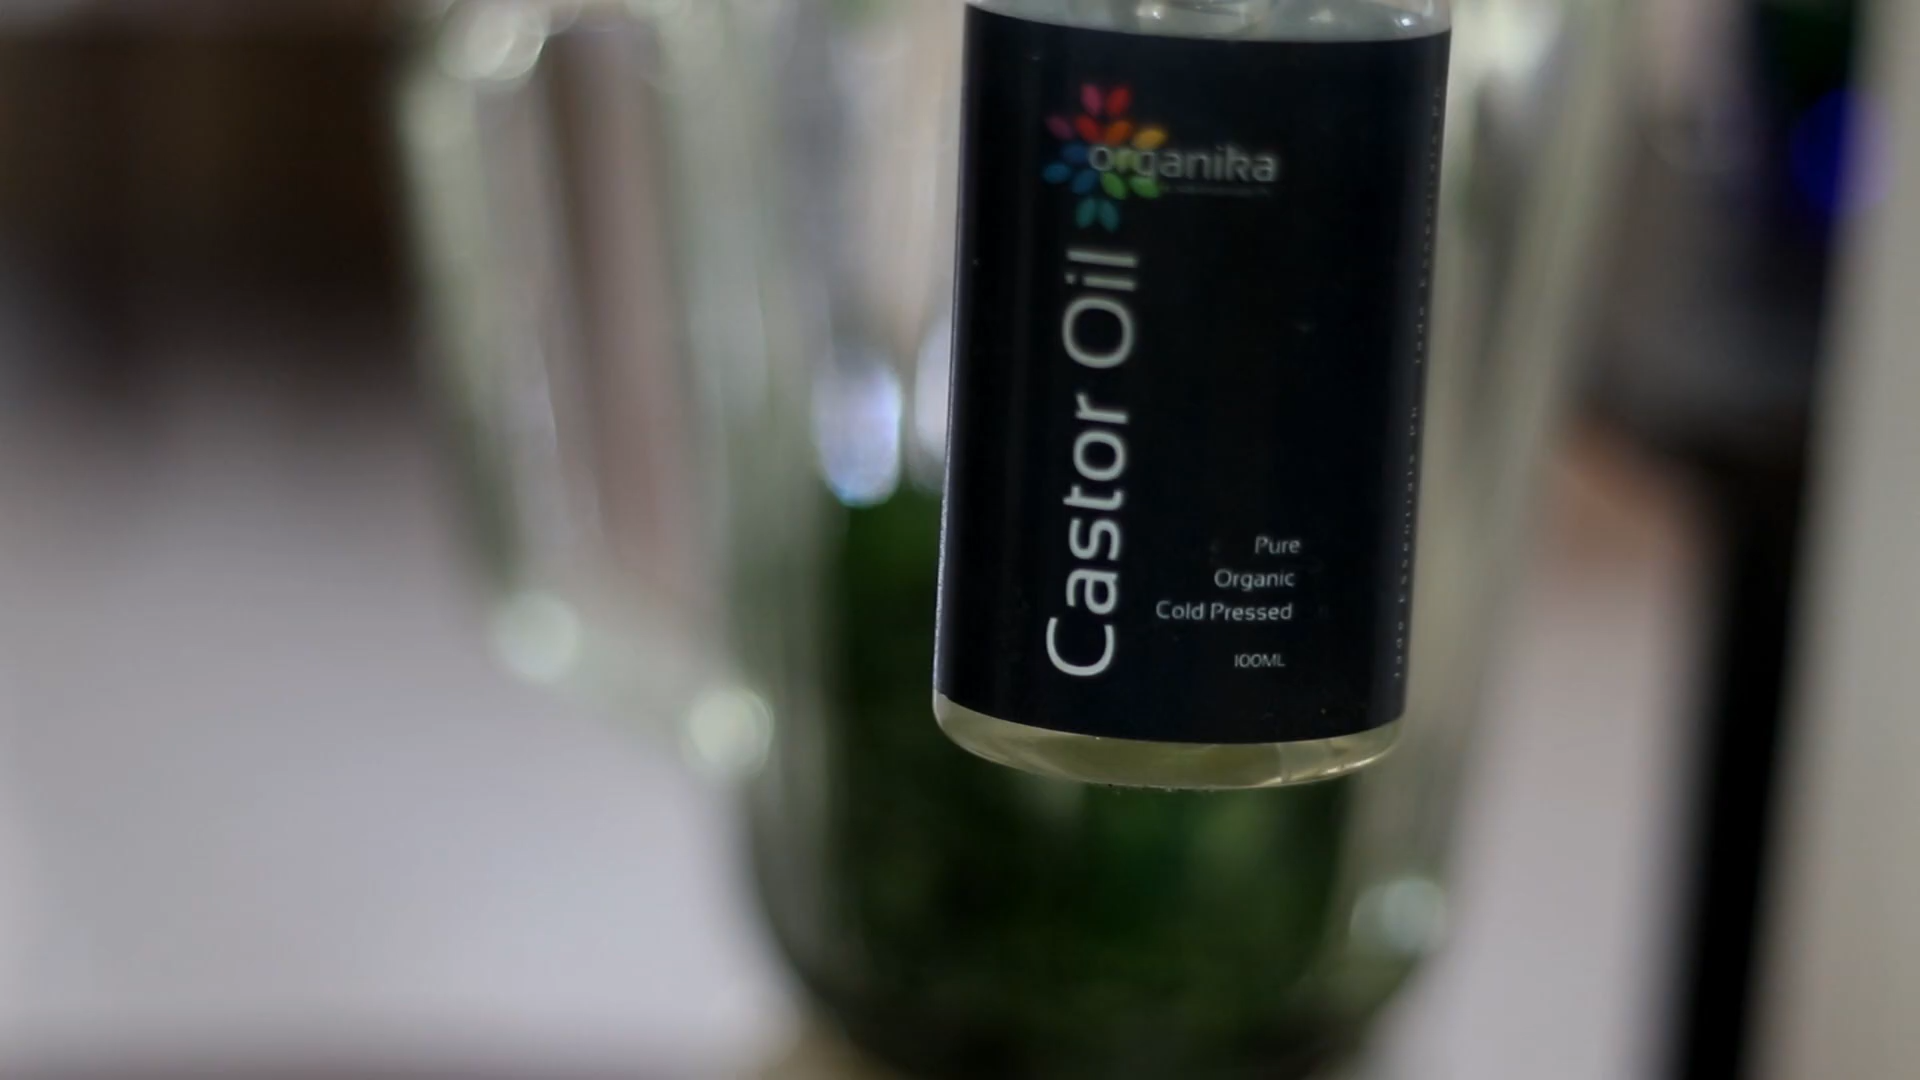 organika
Castor Oil
Pure
Organic
Cold Pressed
100ML